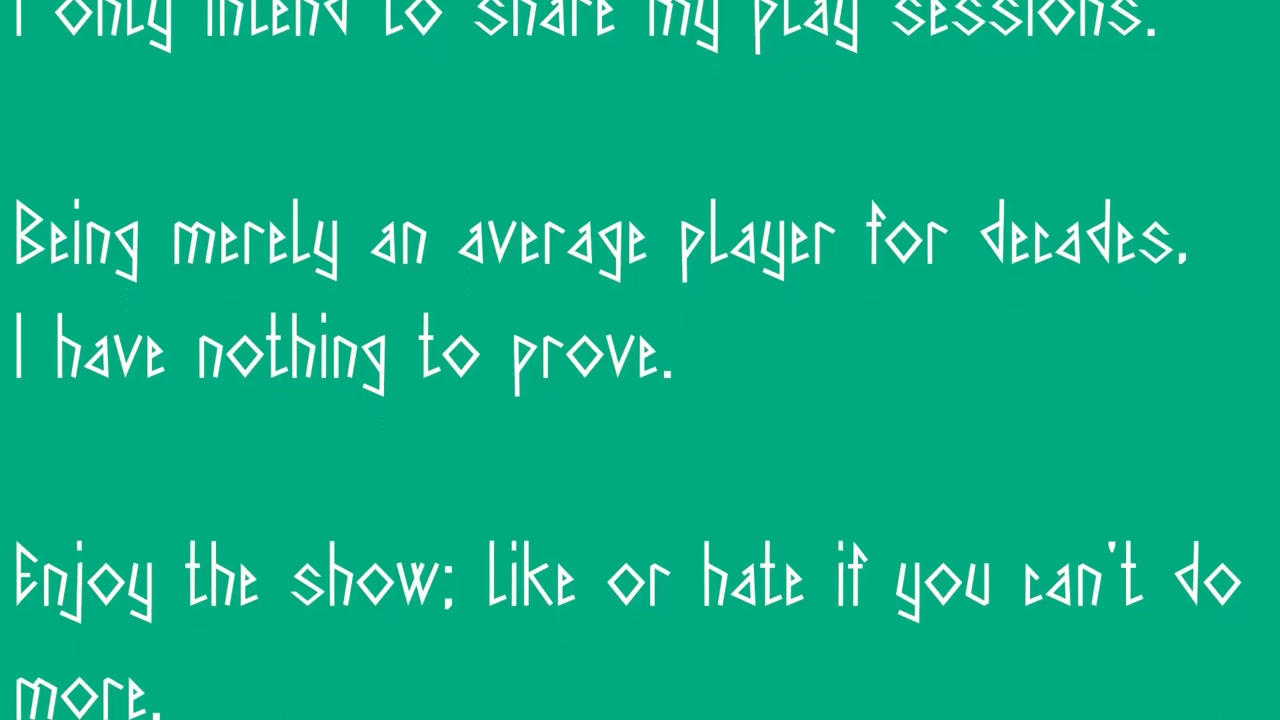 I only intend to share my play sessions.
Being merely an average player for decades,
I have nothing to prove.
Enjoy the show; like or hate if you can't do
more.